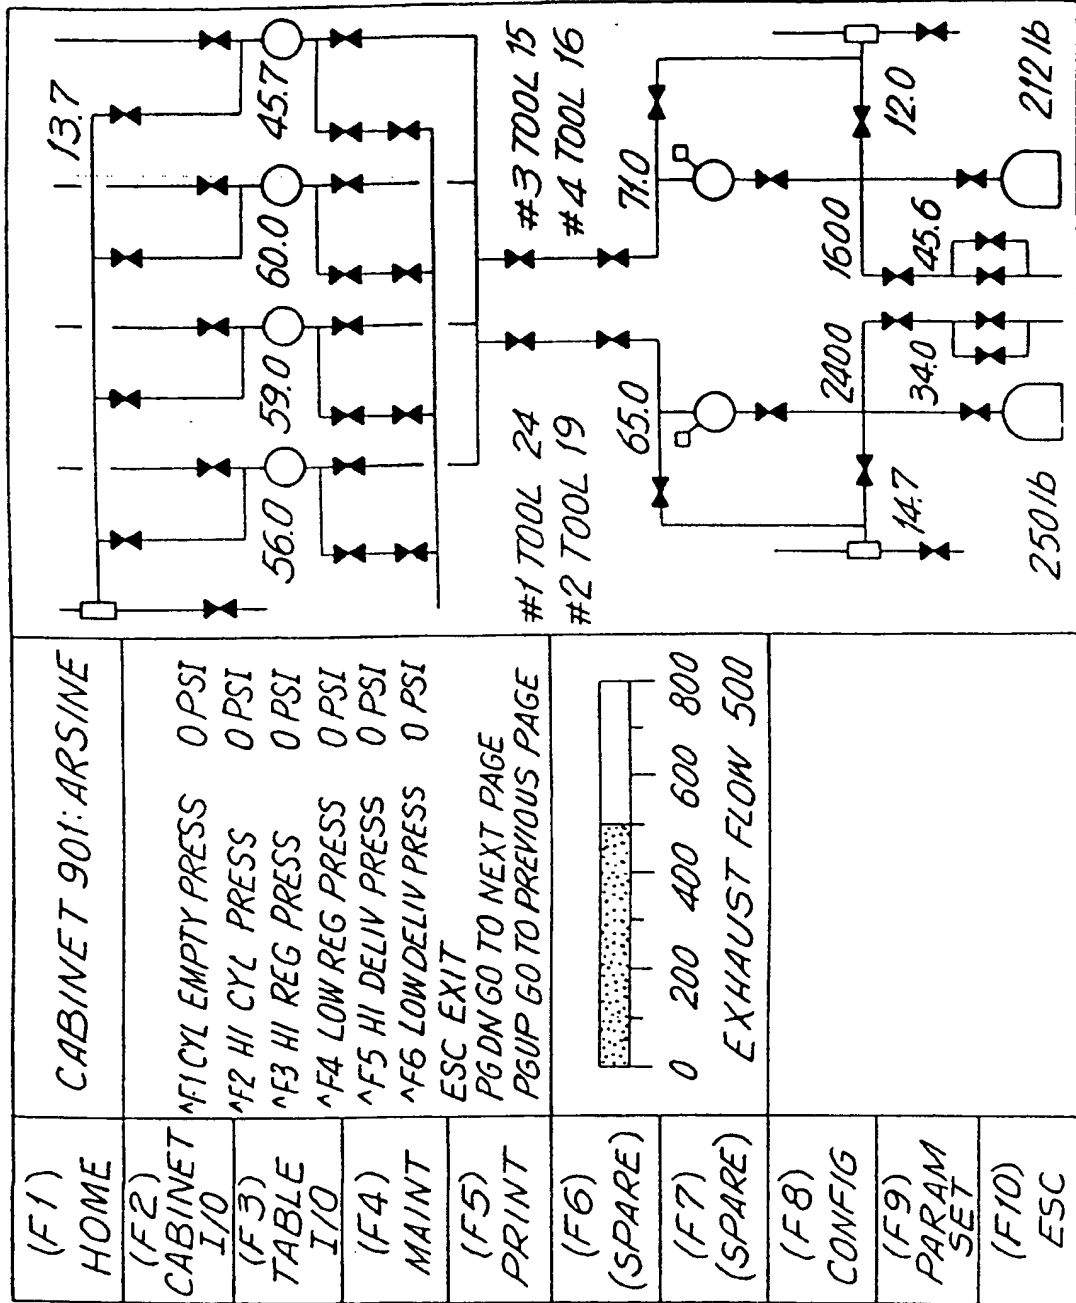 (F1)
HOME
(F2)
CABINET
I/O
(F3)
TABLE
I/O
(F4)
MAINT
(F5)
PRINT
(F6)
(SPARE)
(F7)
(SPARE)
(F8)
CONFIG
(F9)
PARAM
SET
(F10)
ESC
CABINET 901: ARSINE
^F1 CYL EMPTY PRESS 0 PSI
^F2 HI CYL PRESS 0 PSI
^F3 HI REG PRESS 0 PSI
^F4 LOW REG PRESS 0 PSI
^F5 HI DELIV PRESS 0 PSI
^F6 LOW DELIV PRESS 0 PSI
ESC EXIT
PGDN GO TO NEXT PAGE
PGUP GO TO PREVIOUS PAGE
0 200 400 600 800
EXHAUST FLOW 500
13.7
56.0 59.0 60.0 45.7
#1 TOOL 24
#2 TOOL 19
#3 TOOL 15
#4 TOOL 16
65.0 71.0
2400 1600
14.7 34.0 45.6 12.0
250 lb 212 lb